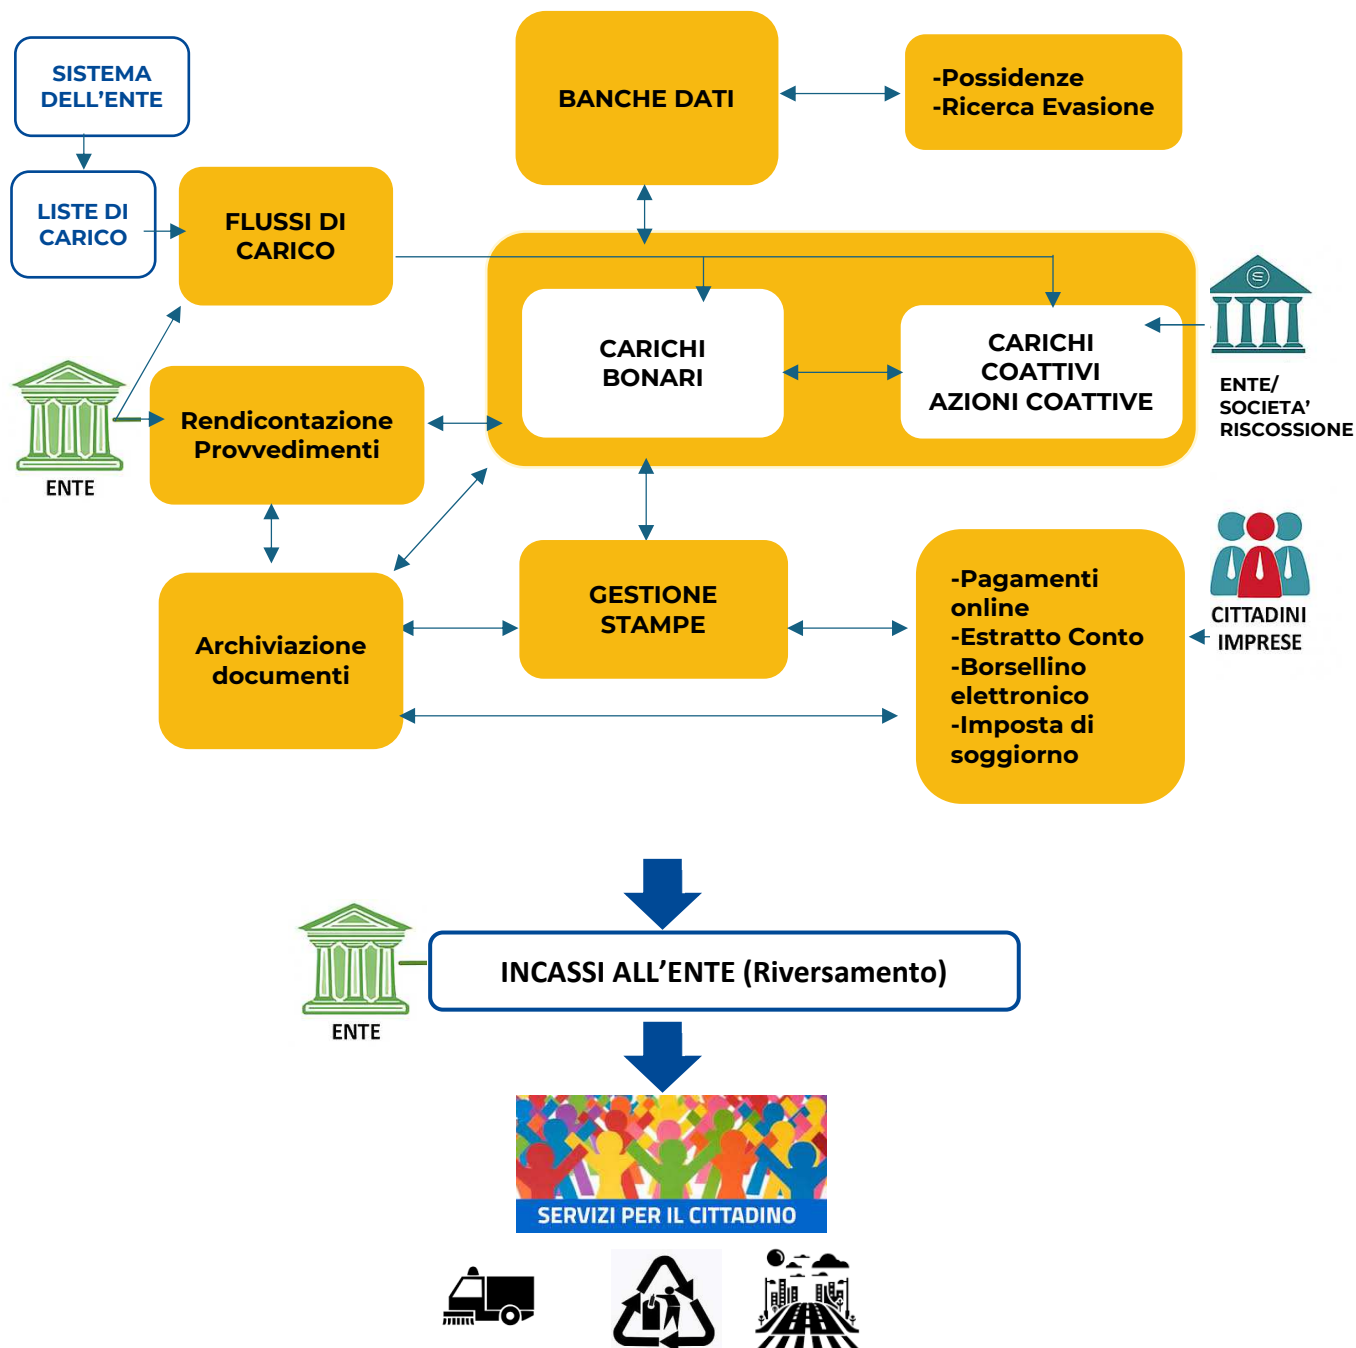 SISTEMA
DELL’ENTE
BANCHE DATI
-Possidenze
-Ricerca Evasione
LISTE DI
CARICO
FLUSSI DI
CARICO
CARICHI
BONARI
CARICHI
COATTIVI
AZIONI COATTIVE
ENTE/
SOCIETA’
RISCOSSIONE
ENTE
Rendicontazione
Provvedimenti
Archiviazione
documenti
GESTIONE
STAMPE
-Pagamenti
online
-Estratto Conto
-Borsellino
elettronico
-Imposta di
soggiorno
CITTADINI
IMPRESE
ENTE
INCASSI ALL’ENTE (Riversamento)
SERVIZI PER IL CITTADINO